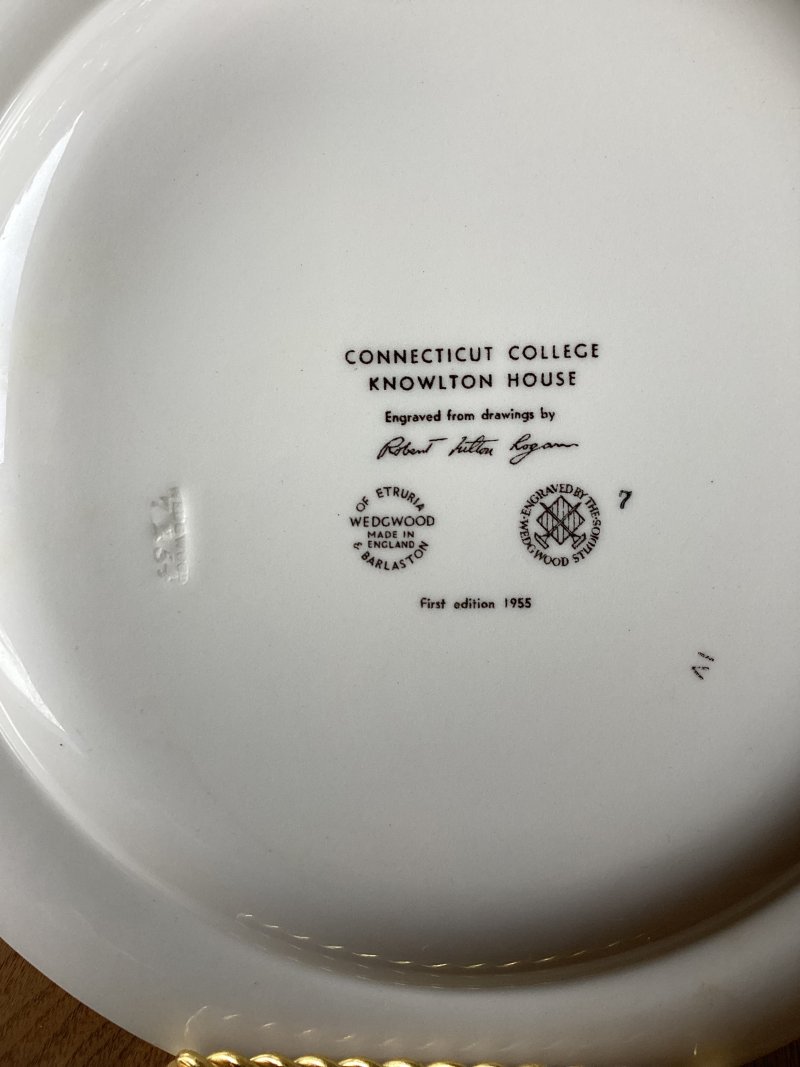 CONNECTICUT COLLEGE
KNOWLTON HOUSE
Engraved from drawings by
Robert Fulton Logan
OF ETRURIA
WEDGWOOD
MADE IN
ENGLAND
& BARLASTON
·ENGRAVED BY THE·
WEDGWOOD STUDIOS
7
First edition 1955